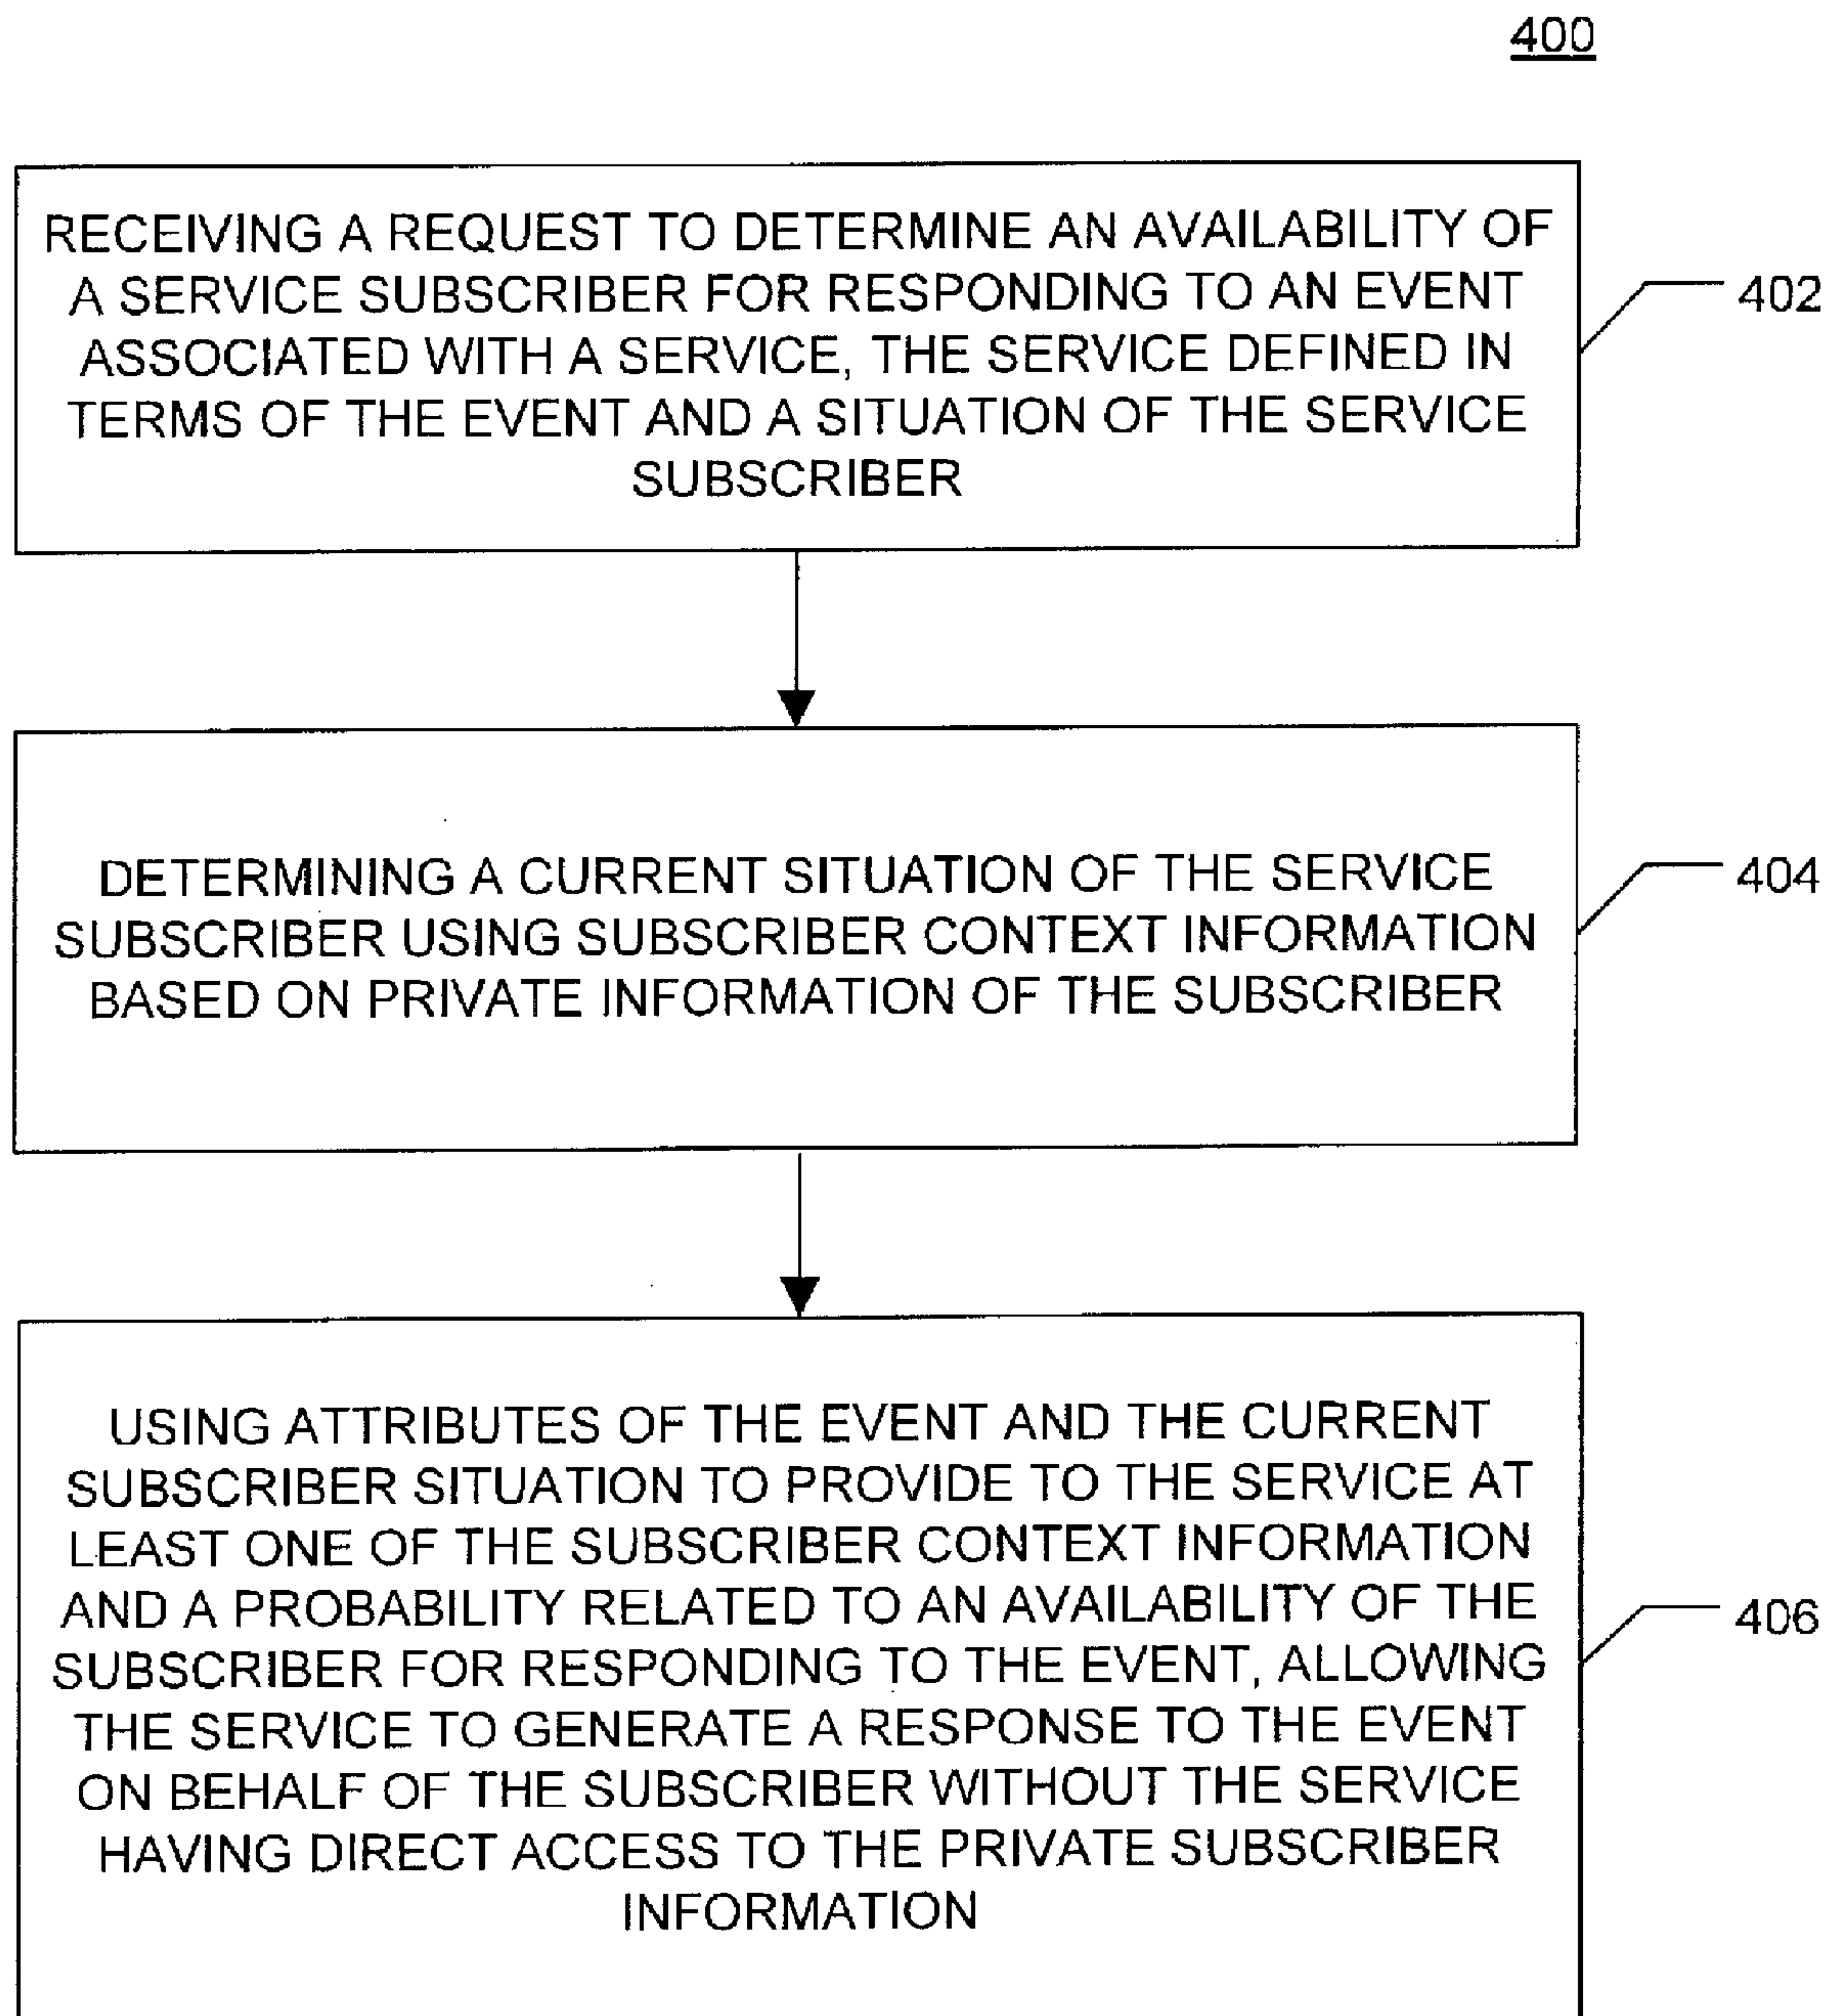 400
RECEIVING A REQUEST TO DETERMINE AN AVAILABILITY OF
A SERVICE SUBSCRIBER FOR RESPONDING TO AN EVENT
ASSOCIATED WITH A SERVICE, THE SERVICE DEFINED IN
TERMS OF THE EVENT AND A SITUATION OF THE SERVICE
SUBSCRIBER
402
DETERMINING A CURRENT SITUATION OF THE SERVICE
SUBSCRIBER USING SUBSCRIBER CONTEXT INFORMATION
BASED ON PRIVATE INFORMATION OF THE SUBSCRIBER
404
USING ATTRIBUTES OF THE EVENT AND THE CURRENT
SUBSCRIBER SITUATION TO PROVIDE TO THE SERVICE AT
LEAST ONE OF THE SUBSCRIBER CONTEXT INFORMATION
AND A PROBABILITY RELATED TO AN AVAILABILITY OF THE
SUBSCRIBER FOR RESPONDING TO THE EVENT, ALLOWING
THE SERVICE TO GENERATE A RESPONSE TO THE EVENT
ON BEHALF OF THE SUBSCRIBER WITHOUT THE SERVICE
HAVING DIRECT ACCESS TO THE PRIVATE SUBSCRIBER
INFORMATION
406